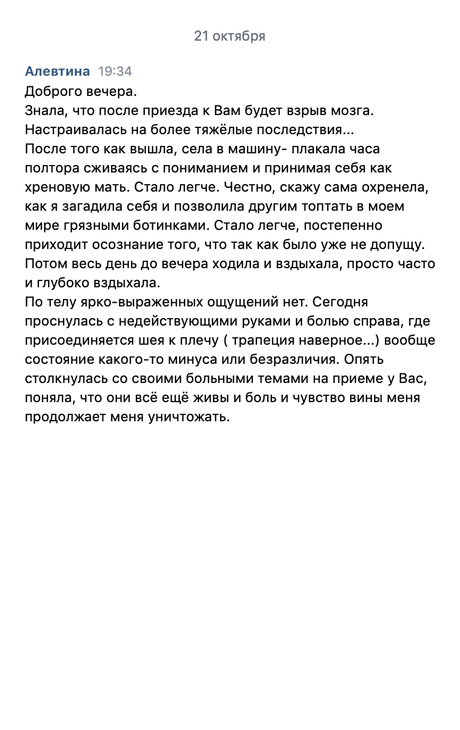 21 октября
Алевтина 19:34
Доброго вечера.
Знала, что после приезда к Вам будет взрыв мозга.
Настраивалась на более тяжёлые последствия...
После того как вышла, села в машину- плакала часа
полтора сживаясь с пониманием и принимая себя как
хреновую мать. Стало легче. Честно, скажу сама охренела,
как я загадила себя и позволила другим топтать в моем
мире грязными ботинками. Стало легче, постепенно
приходит осознание того, что так как было уже не допущу.
Потом весь день до вечера ходила и вздыхала, просто часто
и глубоко вздыхала.
По телу ярко-выраженных ощущений нет. Сегодня
проснулась с недействующими руками и болью справа, где
присоединяется шея к плечу ( трапеция наверное...) вообще
состояние какого-то минуса или безразличия. Опять
столкнулась со своими больными темами на приеме у Вас,
поняла, что они всё ещё живы и боль и чувство вины меня
продолжает меня уничтожать.